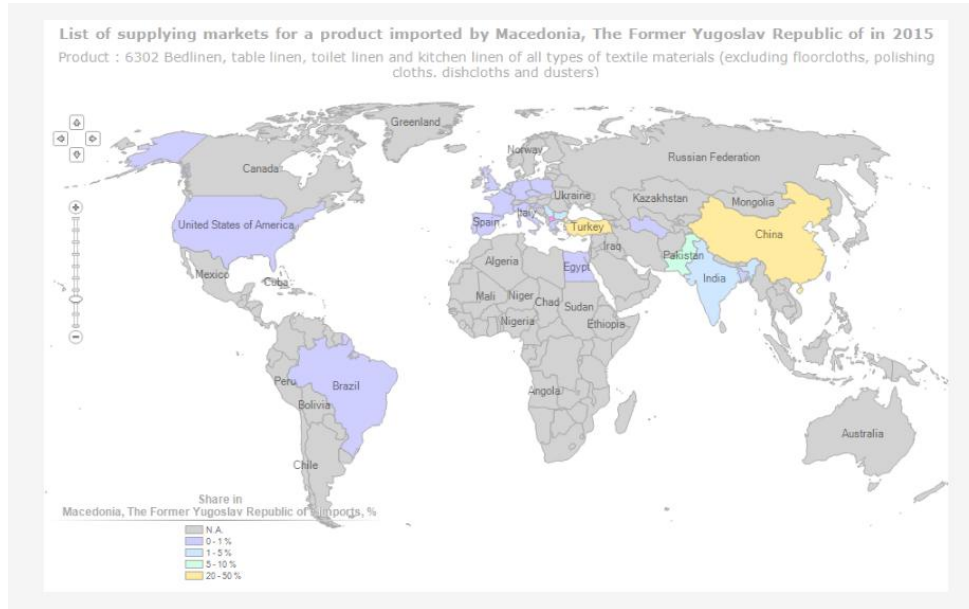 List of supplying markets for a product imported by Macedonia, The Former Yugoslav Republic of in 2015
Product : 6302 Bedlinen, table linen, toilet linen and kitchen linen of all types of textile materials (excluding floorcloths, polishing
cloths, dishcloths and dusters)
Greenland
Norway
Russian Federation
Canada
Ukraine
Kazakhstan
Mongolia
United States of America
Spain
Italy
Turkey
China
Iraq
Pakistan
Mexico
Cuba
Algeria
Egypt
India
Mali
Niger
Chad
Sudan
Nigeria
Ethiopia
Peru
Brazil
Angola
Bolivia
Australia
Chile
Share in
Macedonia, The Former Yugoslav Republic of imports, %
N.A.
0 - 1 %
1 - 5 %
5 - 10 %
20 - 50 %